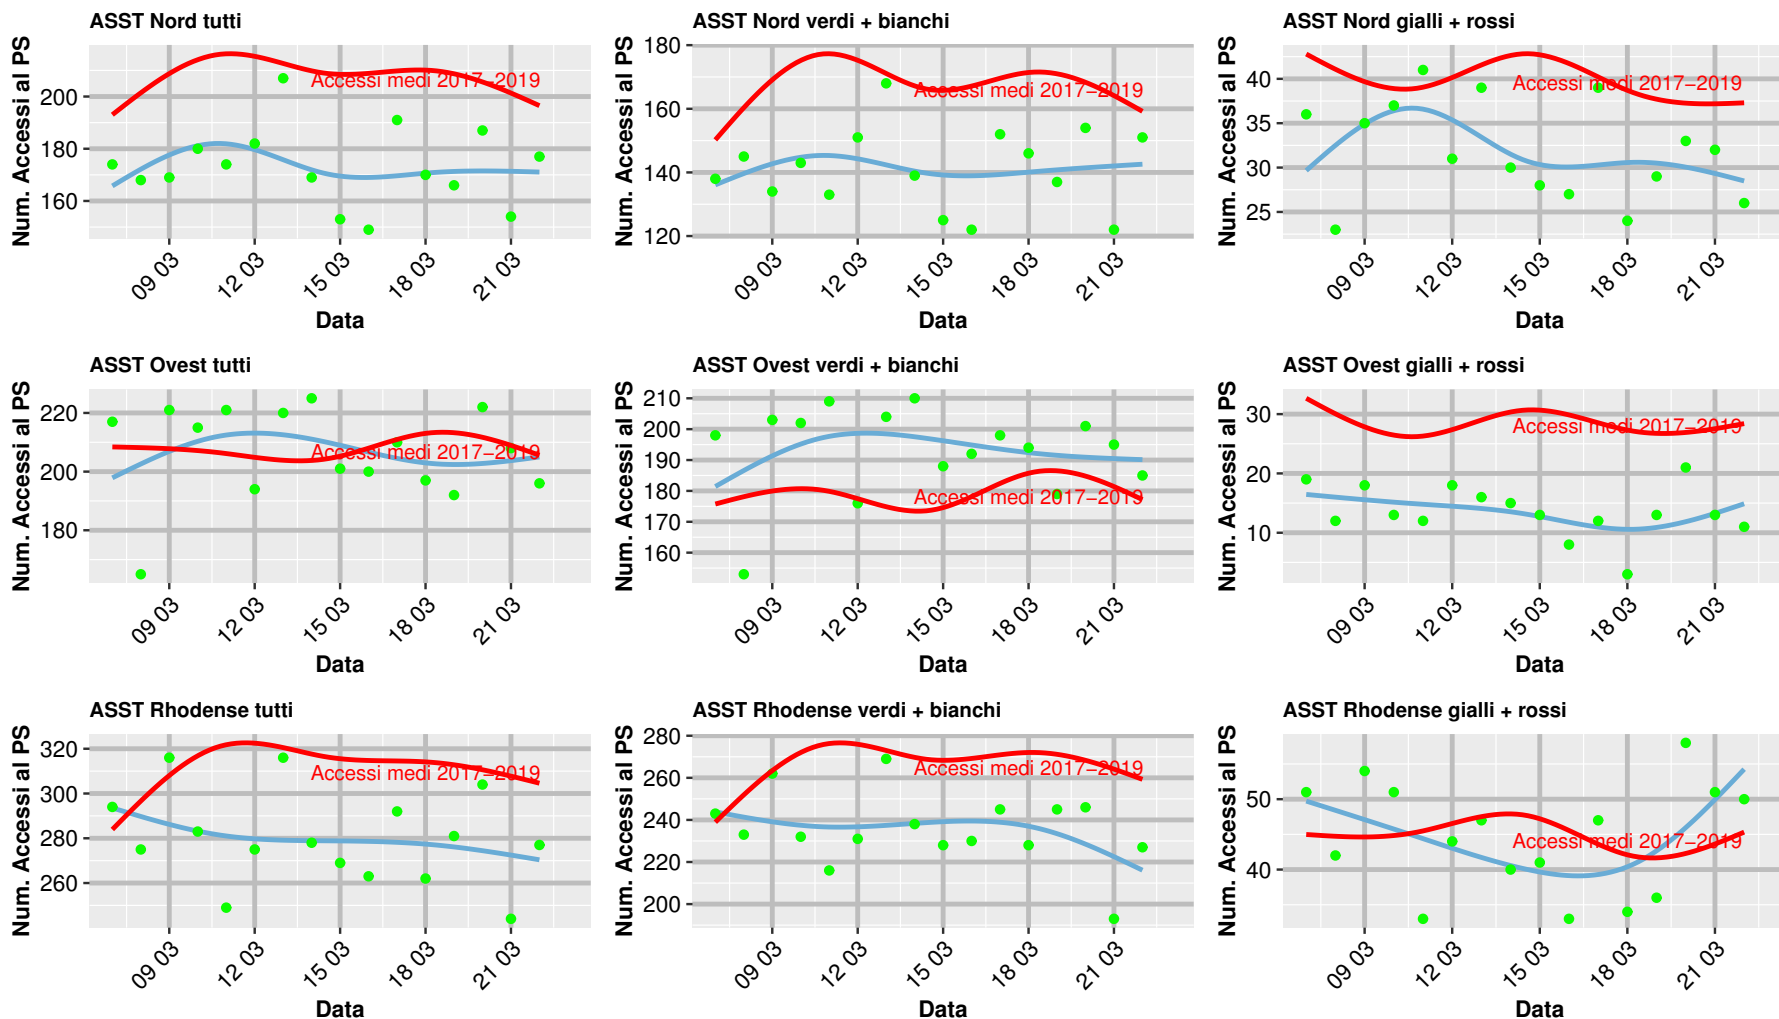 ASST Nord tutti
Num. Accessi al PS
200
180
160
09 03
12 03
15 03
18 03
21 03
Data
Accessi medi 2017−2019
ASST Nord verdi + bianchi
Num. Accessi al PS
180
160
140
120
09 03
12 03
15 03
18 03
21 03
Data
Accessi medi 2017−2019
ASST Nord gialli + rossi
Num. Accessi al PS
40
35
30
25
09 03
12 03
15 03
18 03
21 03
Data
Accessi medi 2017−2019
ASST Ovest tutti
Num. Accessi al PS
220
200
180
09 03
12 03
15 03
18 03
21 03
Data
Accessi medi 2017−2019
ASST Ovest verdi + bianchi
Num. Accessi al PS
210
200
190
180
170
160
09 03
12 03
15 03
18 03
21 03
Data
Accessi medi 2017−2019
ASST Ovest gialli + rossi
Num. Accessi al PS
30
20
10
09 03
12 03
15 03
18 03
21 03
Data
Accessi medi 2017−2019
ASST Rhodense tutti
Num. Accessi al PS
320
300
280
260
09 03
12 03
15 03
18 03
21 03
Data
Accessi medi 2017−2019
ASST Rhodense verdi + bianchi
Num. Accessi al PS
280
260
240
220
200
09 03
12 03
15 03
18 03
21 03
Data
Accessi medi 2017−2019
ASST Rhodense gialli + rossi
Num. Accessi al PS
50
40
09 03
12 03
15 03
18 03
21 03
Data
Accessi medi 2017−2019